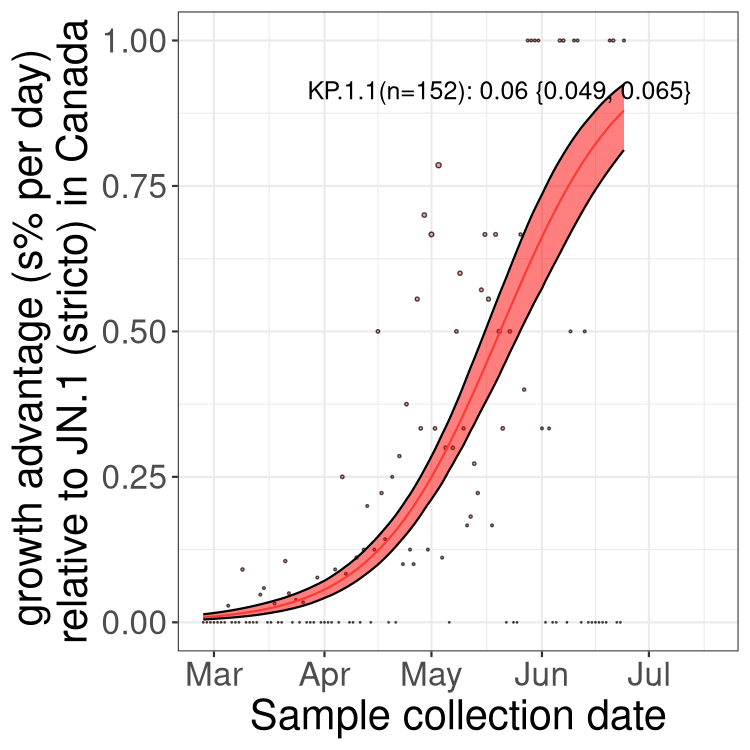 growth advantage (s% per day)
relative to JN.1 (stricto) in Canada
1.00
0.75
0.50
0.25
0.00
KP.1.1(n=152): 0.06 {0.049, 0.065}
Mar Apr May Jun Jul
Sample collection date